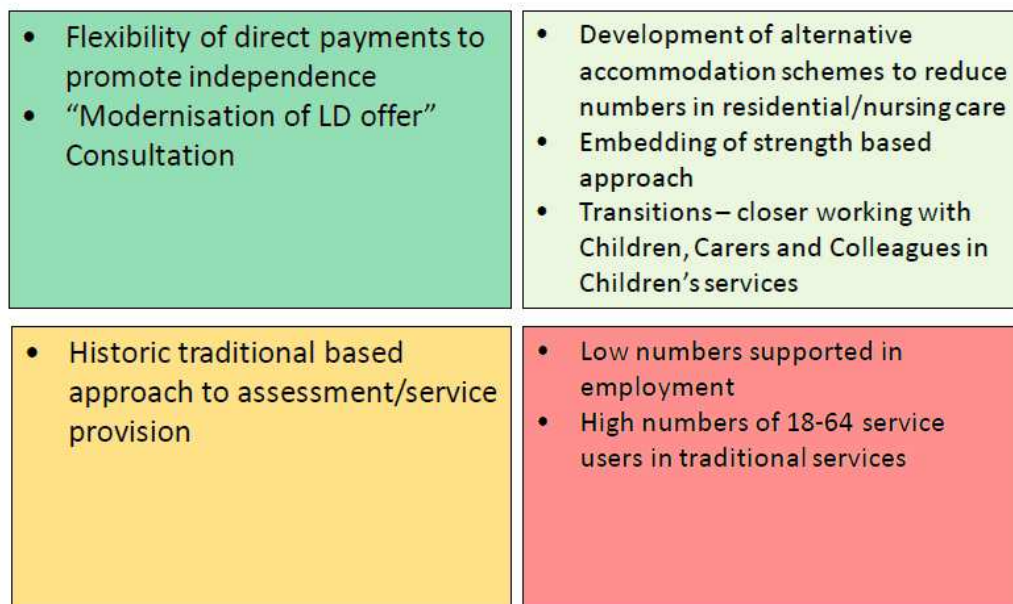 • Flexibility of direct payments to
promote independence
• “Modernisation of LD offer”
Consultation
• Development of alternative
accommodation schemes to reduce
numbers in residential/nursing care
• Embedding of strength based
approach
• Transitions – closer working with
Children, Carers and Colleagues in
Children’s services
• Historic traditional based
approach to assessment/service
provision
• Low numbers supported in
employment
• High numbers of 18-64 service
users in traditional services